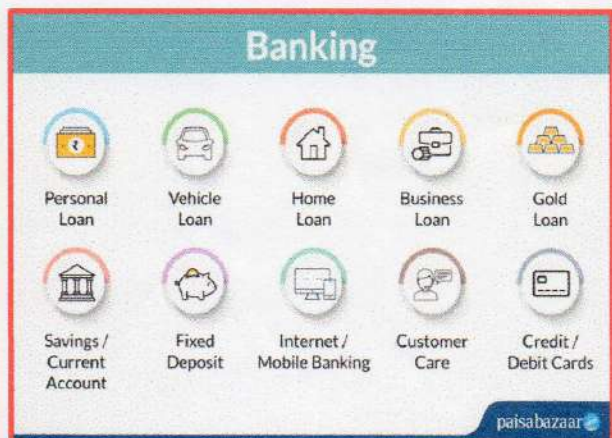 Banking
Personal
Loan
Vehicle
Loan
Home
Loan
Business
Loan
Gold
Loan
Savings /
Current
Account
Fixed
Deposit
Internet /
Mobile Banking
Customer
Care
Credit /
Debit Cards
paisabazaar